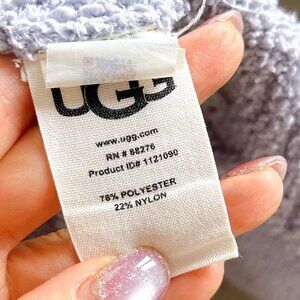 UGG
www.ugg.com
RN # 88276
Product ID# 1121090
78% POLYESTER
22% NYLON